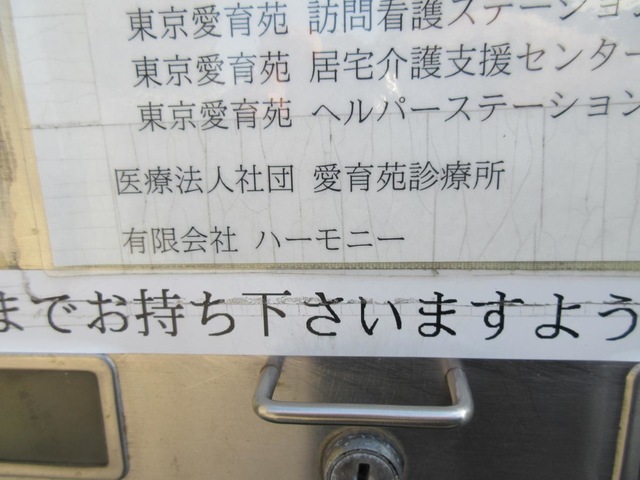 東京愛育苑 訪問看護ステーション
東京愛育苑 居宅介護支援センター
東京愛育苑 ヘルパーステーション
医療法人社団 愛育苑診療所
有限会社 ハーモニー
までお持ち下さいますよう